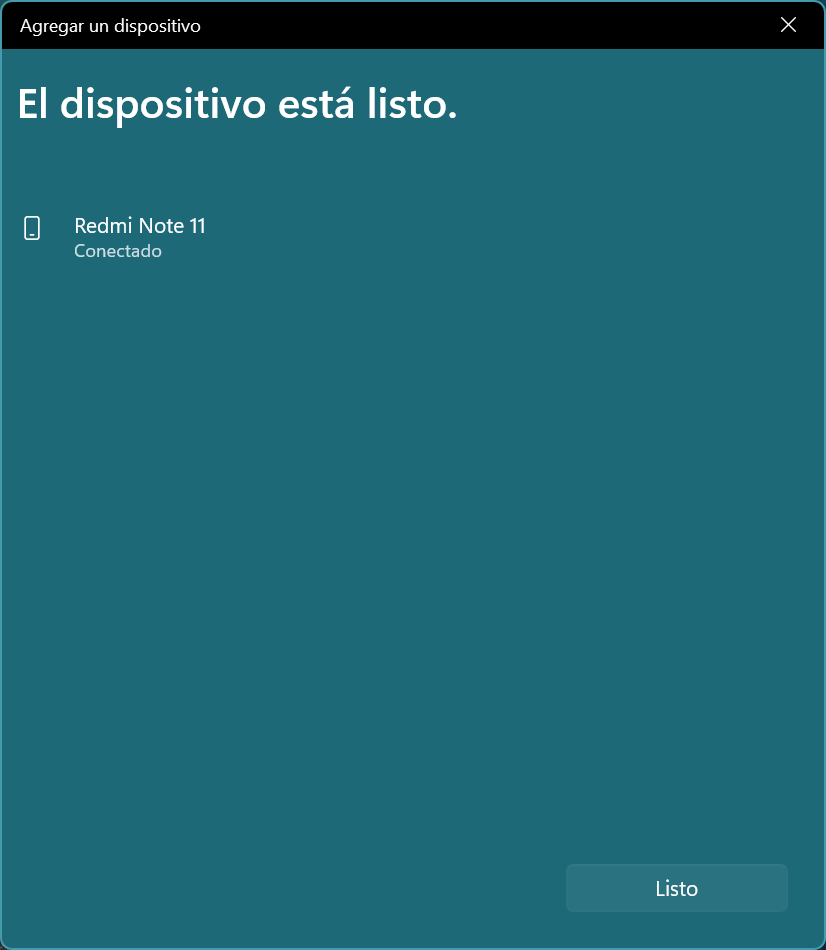 Agregar un dispositivo
El dispositivo está listo.
Redmi Note 11
Conectado
Listo